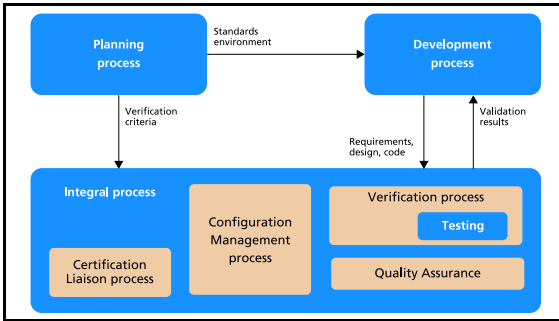 Planning
process
Standards
environment
Development
process
Verification
criteria
Requirements,
design, code
Validation
results
Integral process
Configuration
Management
process
Verification process
Testing
Certification
Liaison process
Quality Assurance